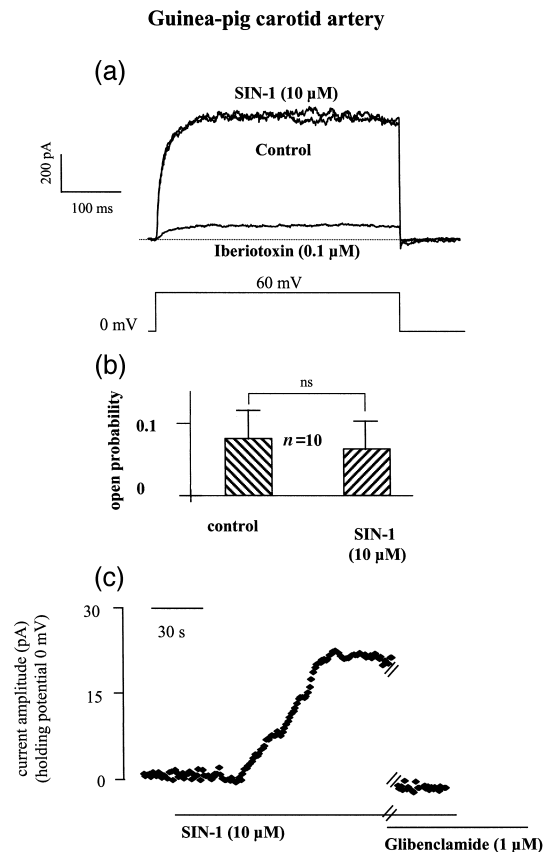 Guinea-pig carotid artery
(a)
SIN-1 (10 µM)
Control
200 pA
100 ms
Iberiotoxin (0.1 µM)
60 mV
0 mV
(b)
ns
open probability
0.1
n=10
0
control
SIN-1
(10 µM)
(c)
30
30 s
current amplitude (pA)
(holding potential 0 mV)
15
0
SIN-1 (10 µM)
Glibenclamide (1 µM)